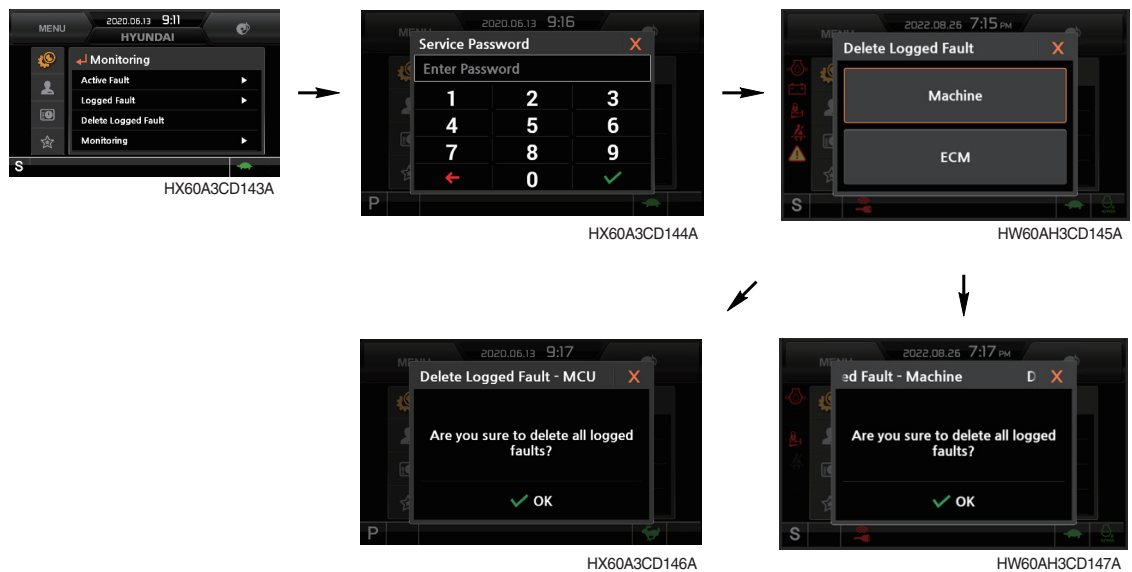 MENU
2020.06.13 9:11
HYUNDAI
Monitoring
Active Fault
Logged Fault
Delete Logged Fault
Monitoring
S
HX60A3CD143A
2020.06.13 9:16
Service Password X
Enter Password
1 2 3
4 5 6
7 8 9
0
P
HX60A3CD144A
2022.08.26 7:15 PM
Delete Logged Fault X
Machine
ECM
S
HW60AH3CD145A
2020.06.13 9:17
Delete Logged Fault - MCU X
Are you sure to delete all logged
faults?
OK
P
HX60A3CD146A
2022.08.26 7:17 PM
ed Fault - Machine D X
Are you sure to delete all logged
faults?
OK
S
HW60AH3CD147A